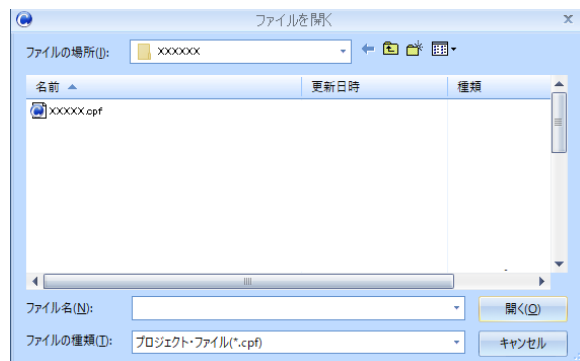 ファイルを開く
ファイルの場所(I): XXXXXX
名前 更新日時 種類
XXXXX.cpf
ファイル名(N): 開く(O)
ファイルの種類(T): プロジェクト・ファイル(*.cpf) キャンセル